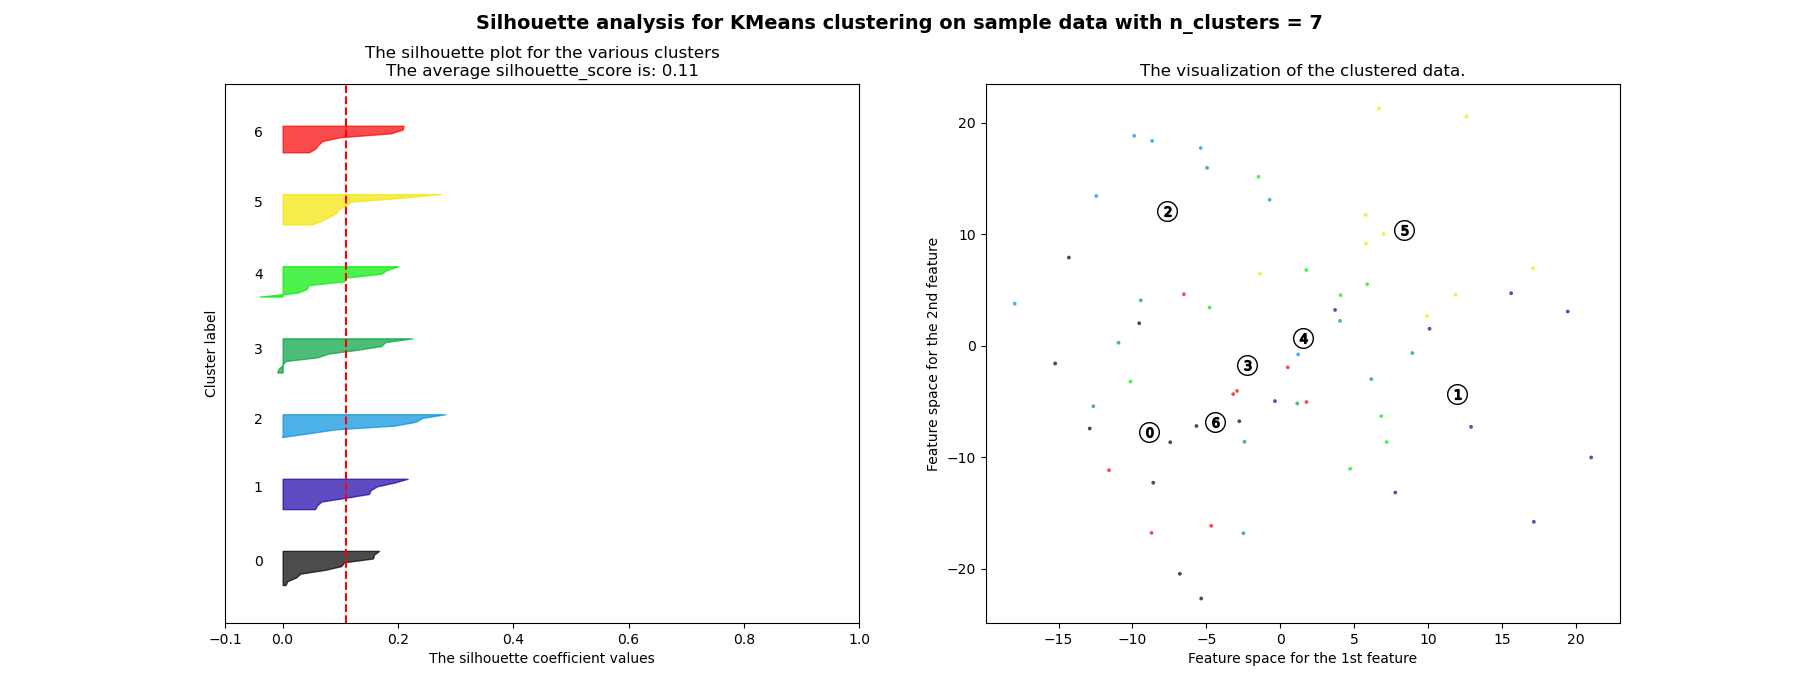 Silhouette analysis for KMeans clustering on sample data with n_clusters = 7
The silhouette plot for the various clusters
The average silhouette_score is: 0.11
6
5
4
3
2
1
0
Cluster label
−0.1 0.0 0.2 0.4 0.6 0.8 1.0
The silhouette coefficient values
The visualization of the clustered data.
20
10
0
−10
−20
Feature space for the 2nd feature
2
5
4
3
1
6
0
−15 −10 −5 0 5 10 15 20
Feature space for the 1st feature